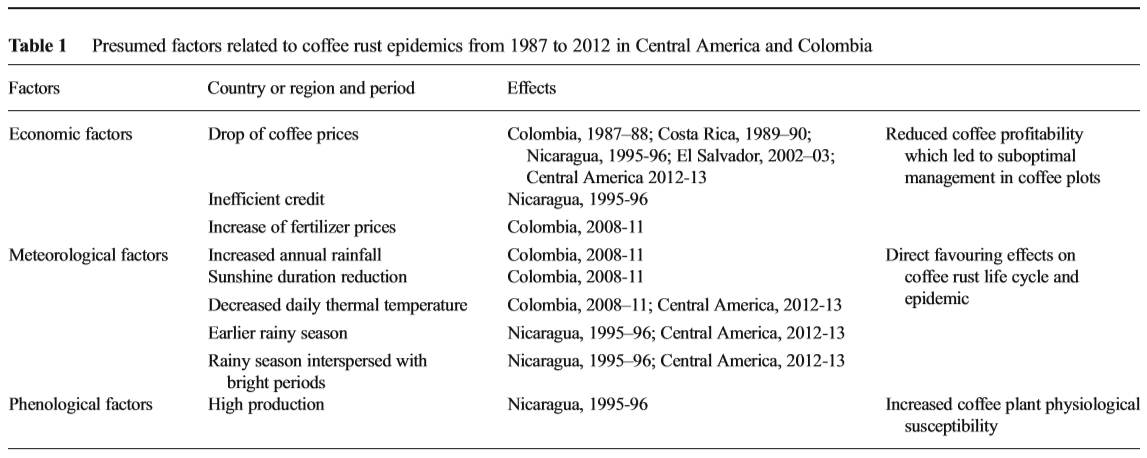 Table 1 Presumed factors related to coffee rust epidemics from 1987 to 2012 in Central America and Colombia
Factors Country or region and period Effects
Economic factors Drop of coffee prices Colombia, 1987–88; Costa Rica, 1989–90; Reduced coffee profitability
Nicaragua, 1995-96; El Salvador, 2002–03; which led to suboptimal
Central America 2012-13 management in coffee plots
Inefficient credit Nicaragua, 1995-96
Increase of fertilizer prices Colombia, 2008-11
Meteorological factors Increased annual rainfall Colombia, 2008-11 Direct favouring effects on
Sunshine duration reduction Colombia, 2008-11 coffee rust life cycle and
epidemic
Decreased daily thermal temperature Colombia, 2008–11; Central America, 2012-13
Earlier rainy season Nicaragua, 1995–96; Central America, 2012-13
Rainy season interspersed with Nicaragua, 1995–96; Central America, 2012-13
bright periods
Phenological factors High production Nicaragua, 1995-96 Increased coffee plant physiological
susceptibility